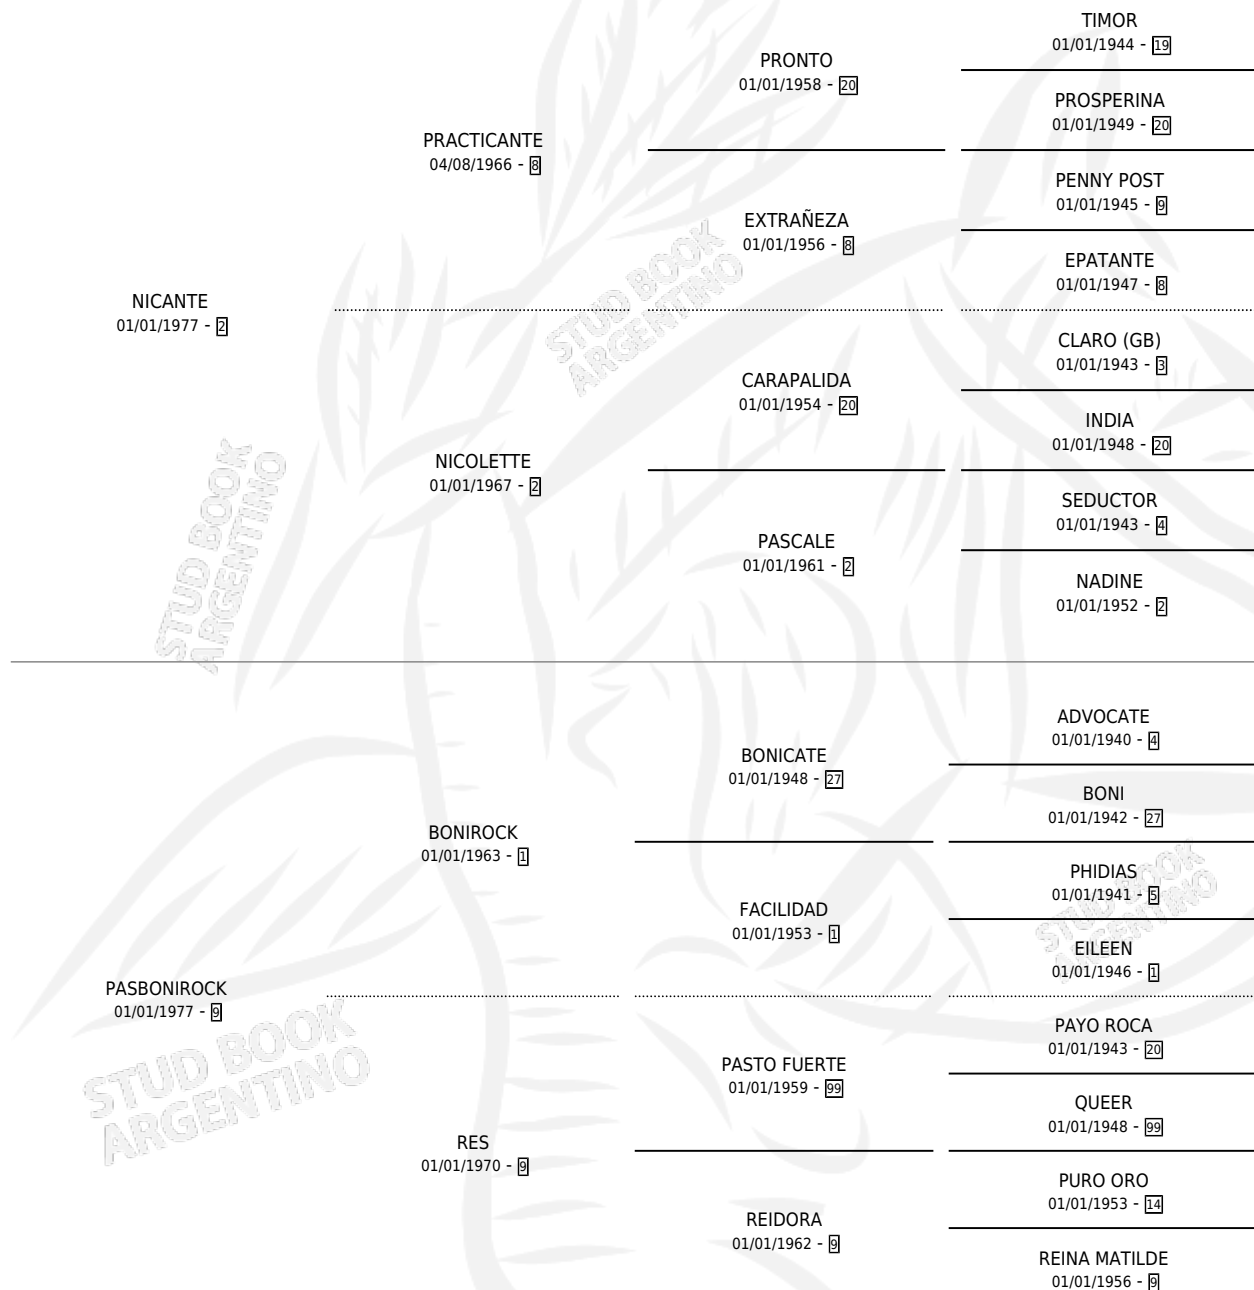 TIMOR
01/01/1944 - 19
PRONTO
01/01/1958 - 20
PROSPERINA
01/01/1949 - 20
PRACTICANTE
04/08/1966 - 8
PENNY POST
01/01/1945 - 9
EXTRAÑEZA
01/01/1956 - 8
EPATANTE
01/01/1947 - 8
NICANTE
01/01/1977 - 2
STUD BOOK
ARGENTINO
CLARO (GB)
01/01/1943 - 3
CARAPALIDA
01/01/1954 - 20
INDIA
01/01/1948 - 20
NICOLETTE
01/01/1967 - 2
SEDUCTOR
01/01/1943 - 4
PASCALE
01/01/1961 - 2
NADINE
01/01/1952 - 2
STUD BOOK
ARGENTINO
ADVOCATE
01/01/1940 - 4
BONICATE
01/01/1948 - 27
BONI
01/01/1942 - 27
BONIROCK
01/01/1963 - 1
PHIDIAS
01/01/1941 - 5
FACILIDAD
01/01/1953 - 1
EILEEN
01/01/1946 - 1
STUD BOOK
ARGENTINO
PASBONIROCK
01/01/1977 - 9
PAYO ROCA
01/01/1943 - 20
PASTO FUERTE
01/01/1959 - 99
QUEER
01/01/1948 - 99
STUD BOOK
ARGENTINO
RES
01/01/1970 - 9
PURO ORO
01/01/1953 - 14
REIDORA
01/01/1962 - 9
REINA MATILDE
01/01/1956 - 9